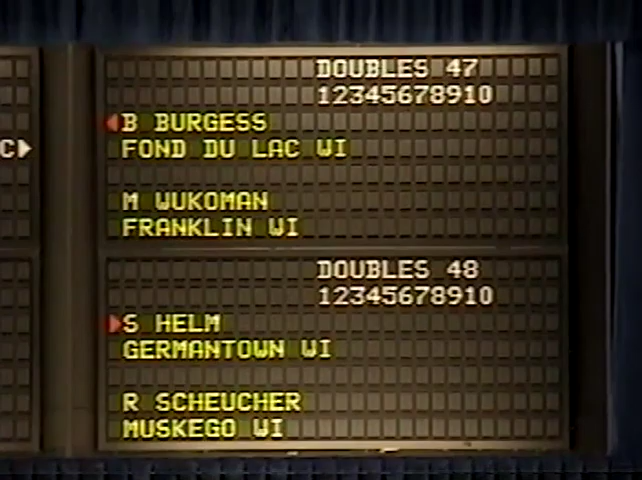 DOUBLES 47
12345678910
B BURGESS
FOND DU LAC WI
C
M WUKOMAN
FRANKLIN WI
DOUBLES 48
12345678910
S HELM
GERMANTOWN WI
R SCHEUCHER
MUSKEGO WI